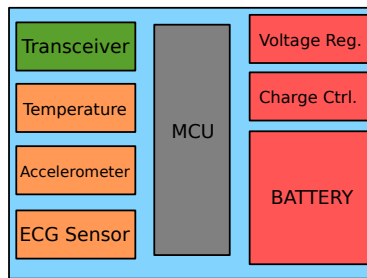 Transceiver
Temperature
Accelerometer
ECG Sensor
MCU
Voltage Reg.
Charge Ctrl.
BATTERY